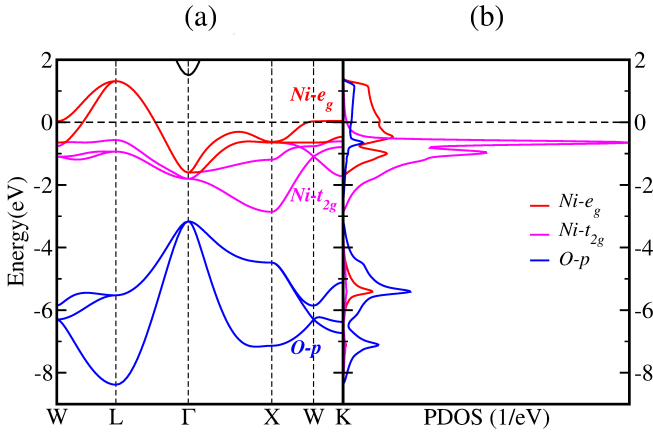 (a) (b)
2 2
0 0
-2 -2
-4 -4
-6 -6
-8 -8
Energy(eV)
Ni-eg
Ni-t2g
O-p
Ni-eg
Ni-t2g
O-p
W L Γ X W K
PDOS (1/eV)